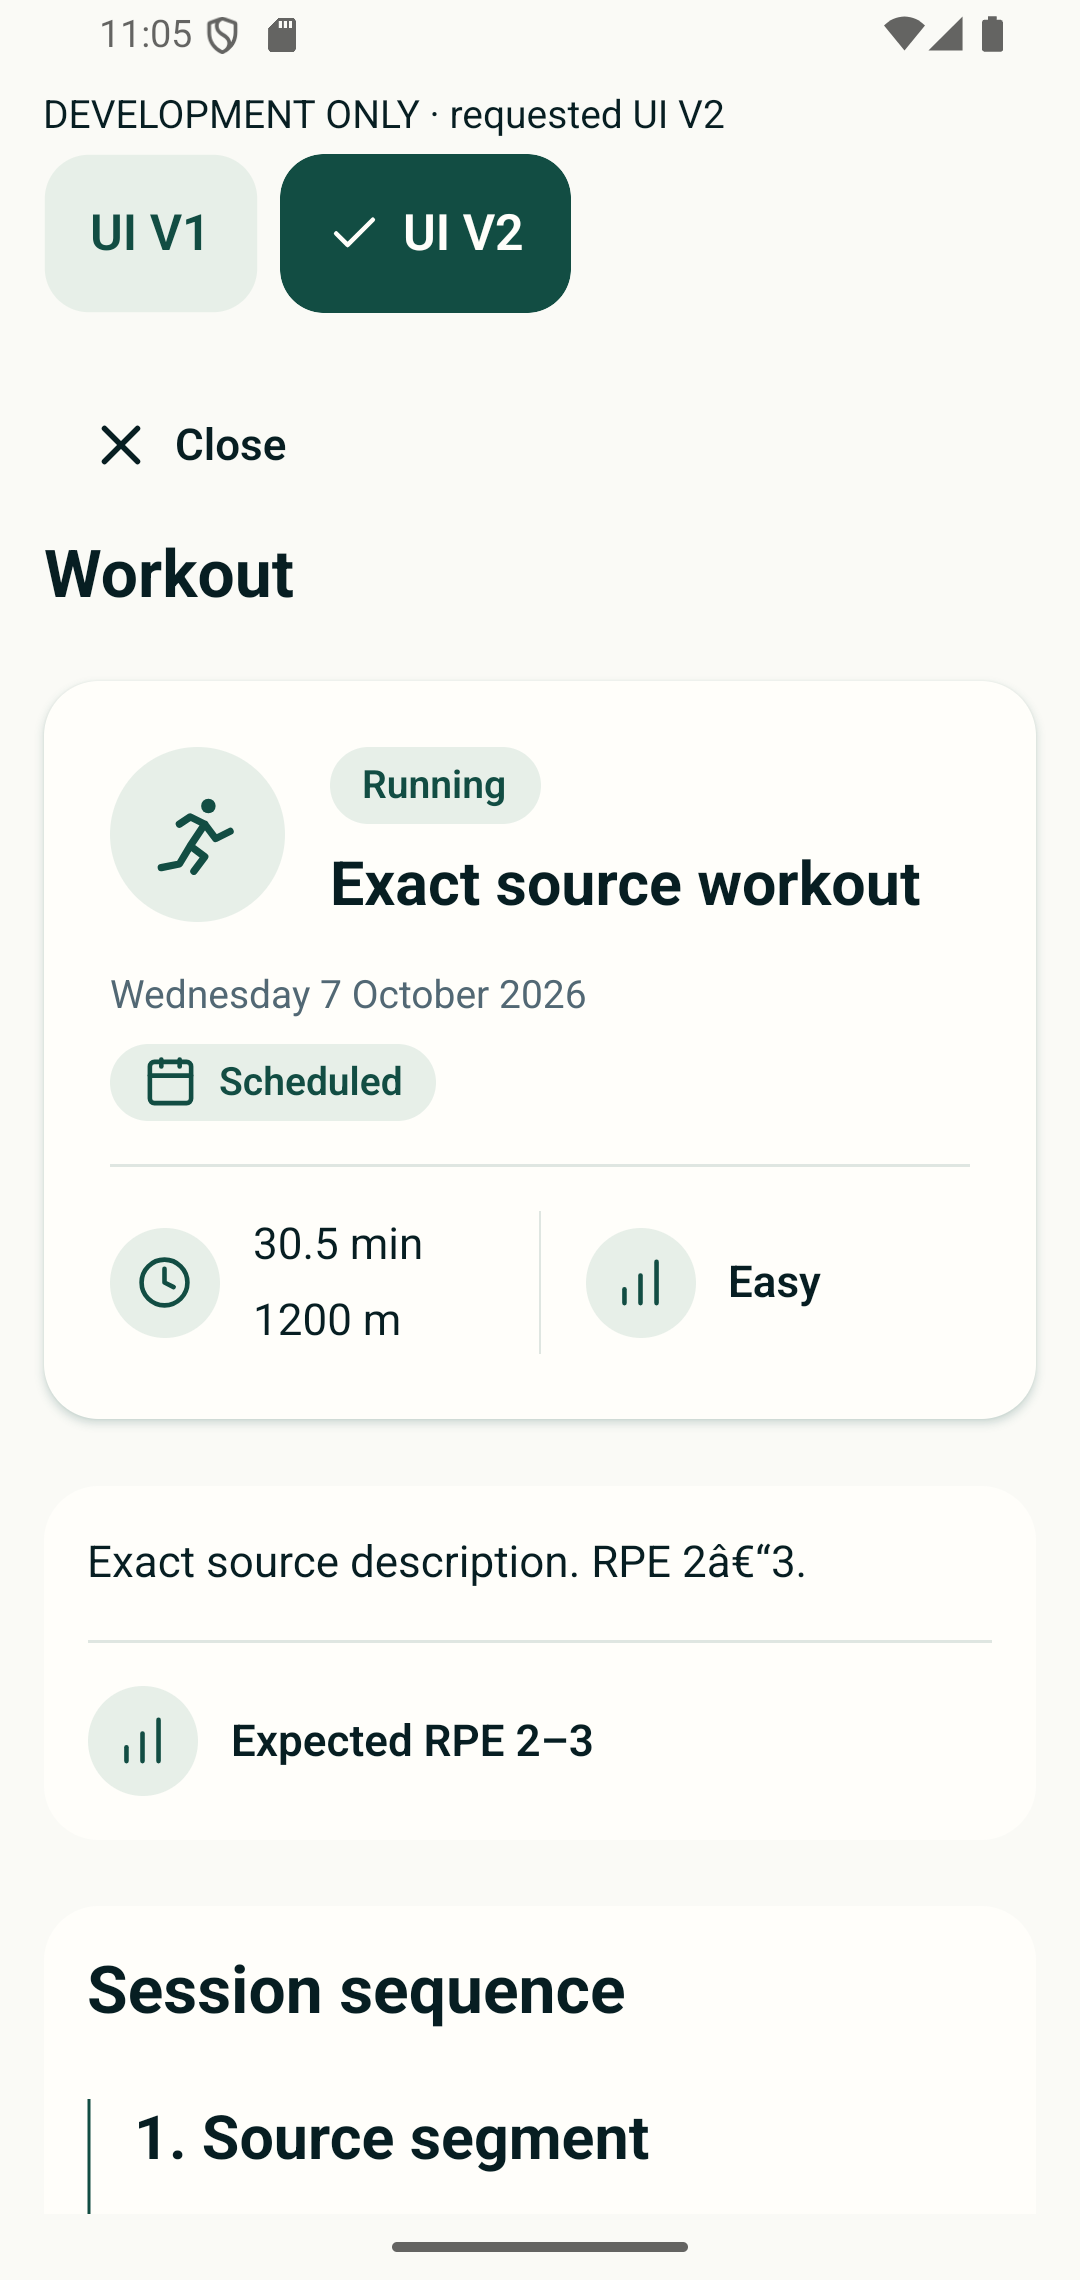 11:05
DEVELOPMENT ONLY · requested UI V2
UI V1
UI V2
Close
Workout
Running
Exact source workout
Wednesday 7 October 2026
Scheduled
30.5 min
1200 m
Easy
Exact source description. RPE 2â€“3.
Expected RPE 2–3
Session sequence
1. Source segment